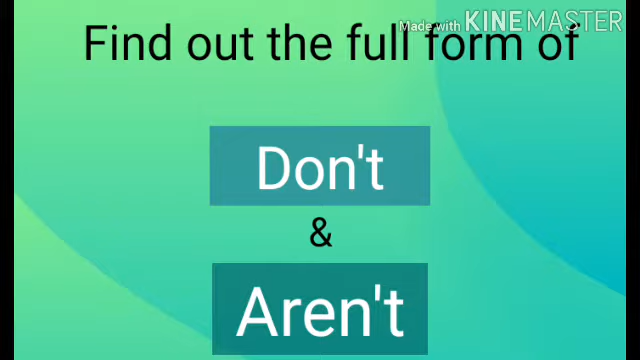 Made with KINEMASTER
Find out the full form of
Don't
&
Aren't